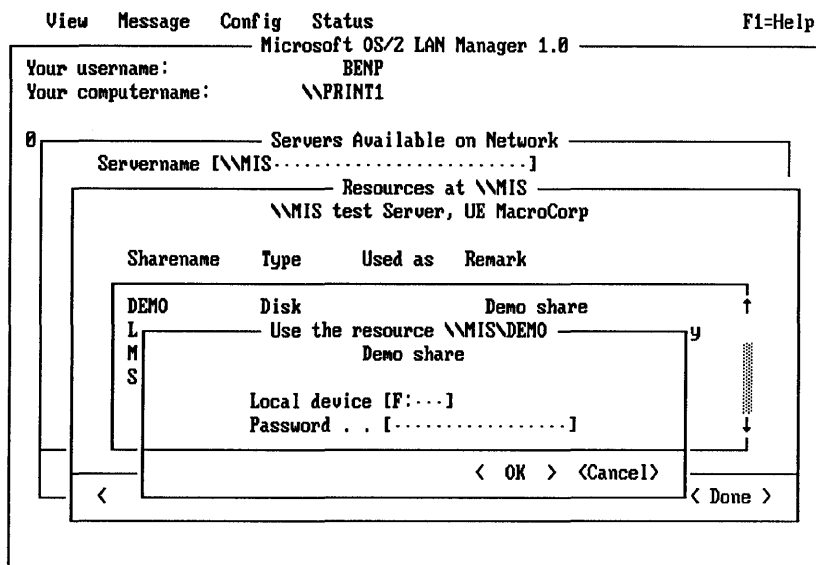 View Message Config Status F1=Help
Microsoft OS/2 LAN Manager 1.0
Your username: BENP
Your computername: \\PRINT1
0
Servers Available on Network
Servername [\\MIS·························]
Resources at \\MIS
\\MIS test Server, UE MacroCorp
Sharename Type Used as Remark
DEMO Disk Demo share ↑
L Use the resource \\MIS\DEMO y
M Demo share
S
Local device [F:···]
Password . . [·················] ↓
< OK > <Cancel>
< < Done >